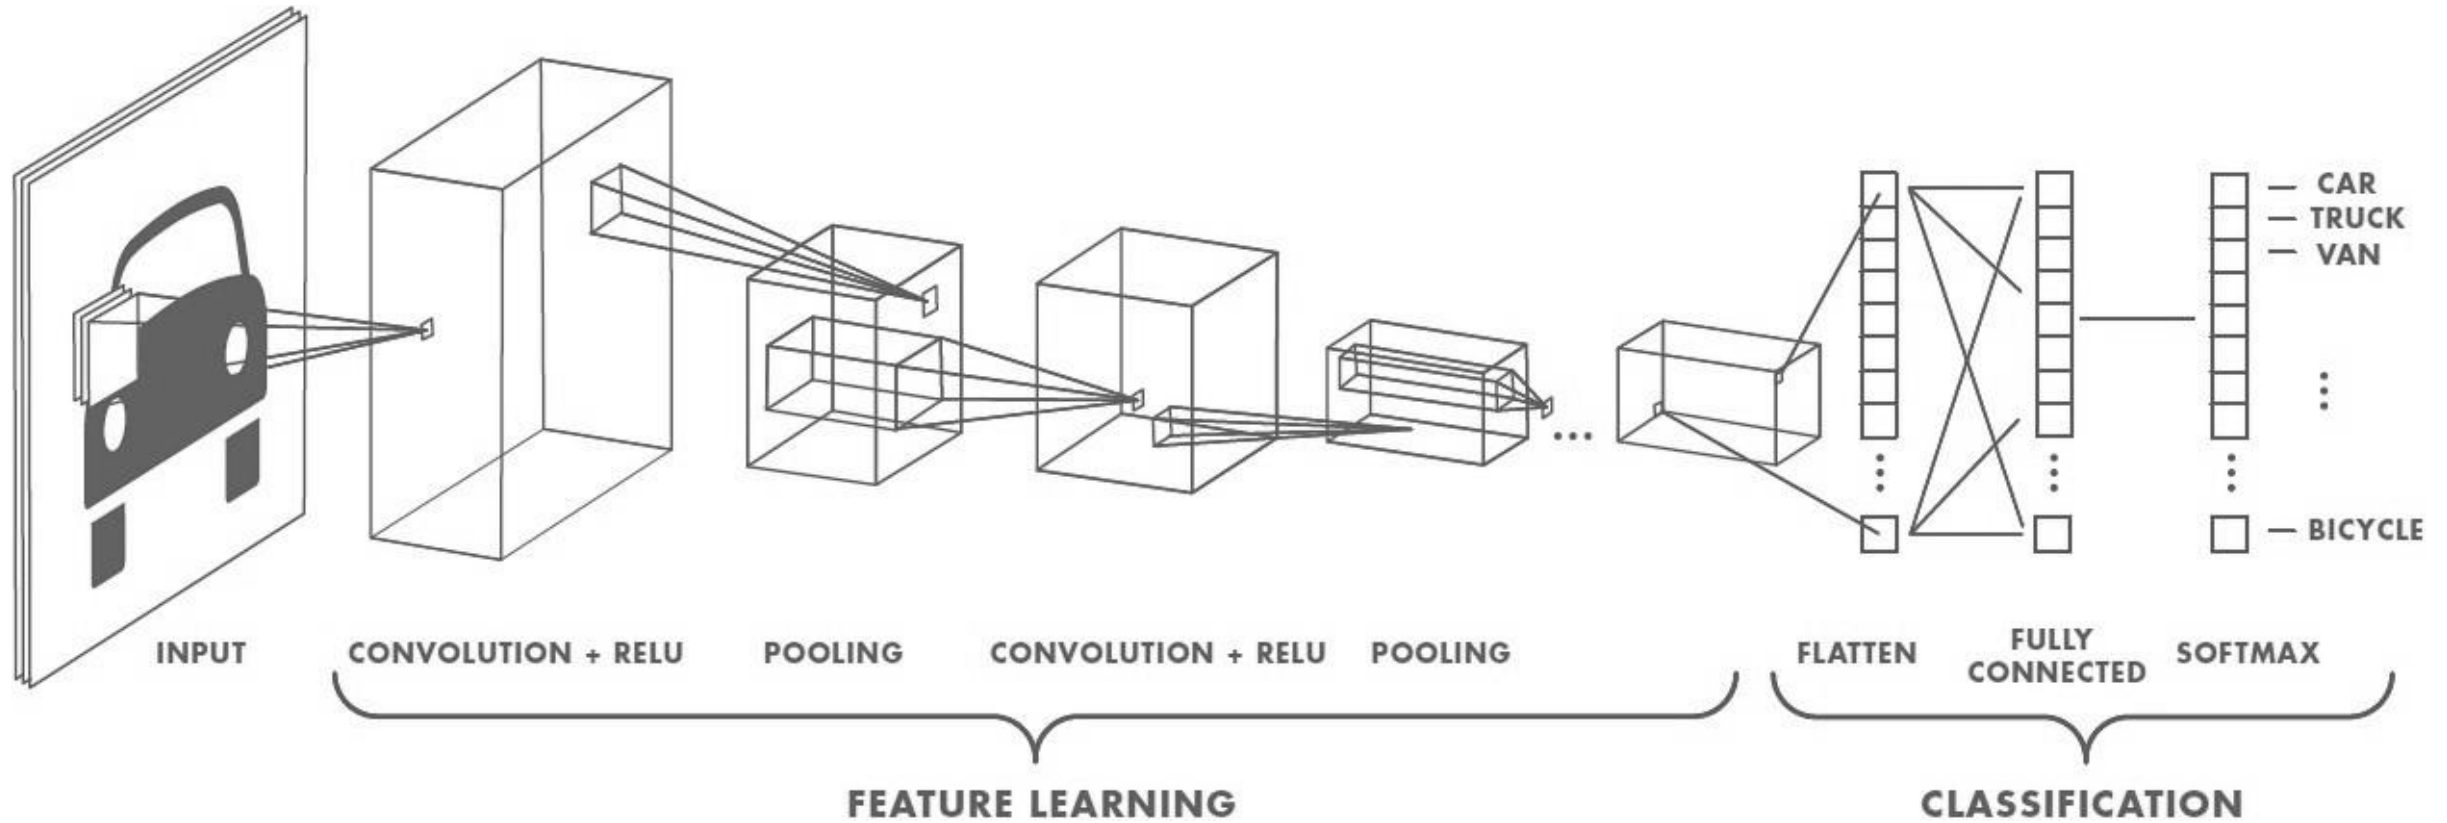 CAR
TRUCK
VAN
BICYCLE
INPUT
CONVOLUTION + RELU
POOLING
CONVOLUTION + RELU
POOLING
FLATTEN
FULLY
CONNECTED
SOFTMAX
FEATURE LEARNING
CLASSIFICATION